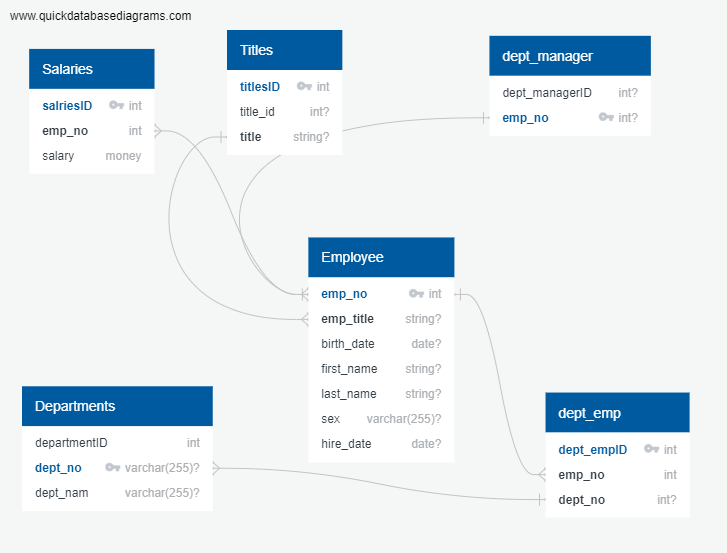 www.quickdatabasediagrams.com
Salaries
salriesID int
emp_no int
salary money
Titles
titlesID int
title_id int?
title string?
dept_manager
dept_managerID int?
emp_no int?
Employee
emp_no int
emp_title string?
birth_date date?
first_name string?
last_name string?
sex varchar(255)?
hire_date date?
Departments
departmentID int
dept_no varchar(255)?
dept_nam varchar(255)?
dept_emp
dept_empID int
emp_no int
dept_no int?